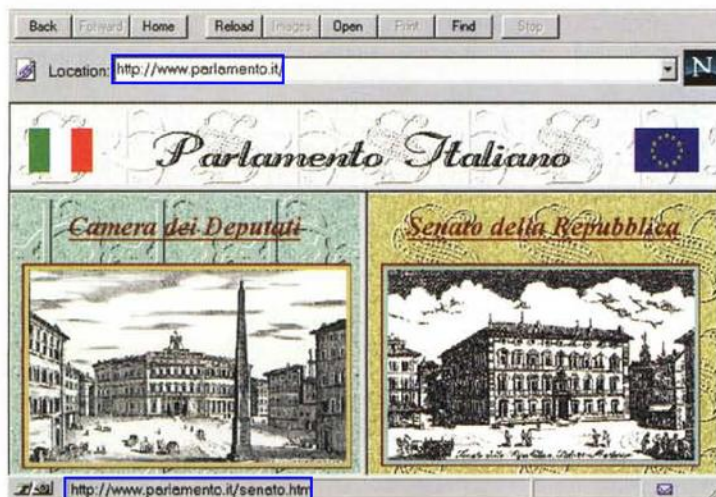 Back Forward Home Reload Images Open Print Find Stop
Location: http://www.parlamento.it/
N
Parlamento Italiano
Camera dei Deputati
Senato della Repubblica
http://www.parlamento.it/senato.htm